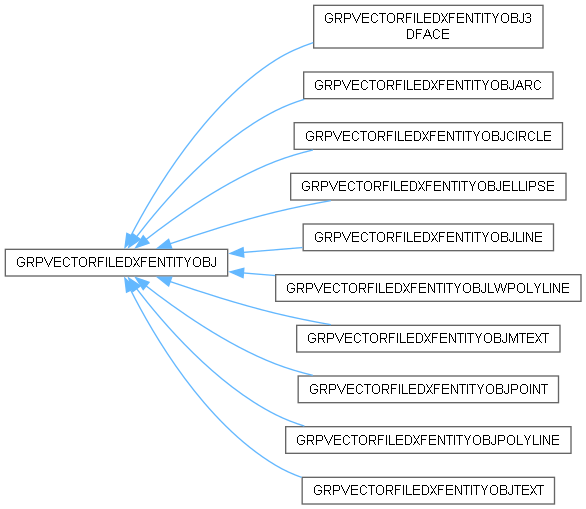 GRPVECTORFILEDXFENTITYOBJ3
DFACE
GRPVECTORFILEDXFENTITYOBJARC
GRPVECTORFILEDXFENTITYOBJCIRCLE
GRPVECTORFILEDXFENTITYOBJELLIPSE
GRPVECTORFILEDXFENTITYOBJLINE
GRPVECTORFILEDXFENTITYOBJ
GRPVECTORFILEDXFENTITYOBJLWPOLYLINE
GRPVECTORFILEDXFENTITYOBJMTEXT
GRPVECTORFILEDXFENTITYOBJPOINT
GRPVECTORFILEDXFENTITYOBJPOLYLINE
GRPVECTORFILEDXFENTITYOBJTEXT